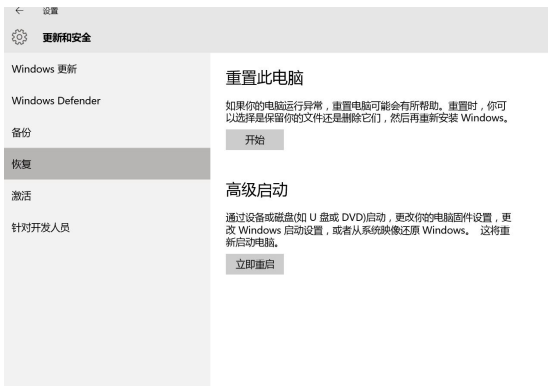 设置
更新和安全
Windows 更新
Windows Defender
备份
恢复
激活
针对开发人员
重置此电脑
如果你的电脑运行异常，重置电脑可能会有所帮助。重置时，你可
以选择是保留你的文件还是删除它们，然后再重新安装 Windows。
开始
高级启动
通过设备或磁盘(如 U 盘或 DVD)启动，更改你的电脑固件设置，更
改 Windows 启动设置，或者从系统映像还原 Windows。 这将重
新启动电脑。
立即重启